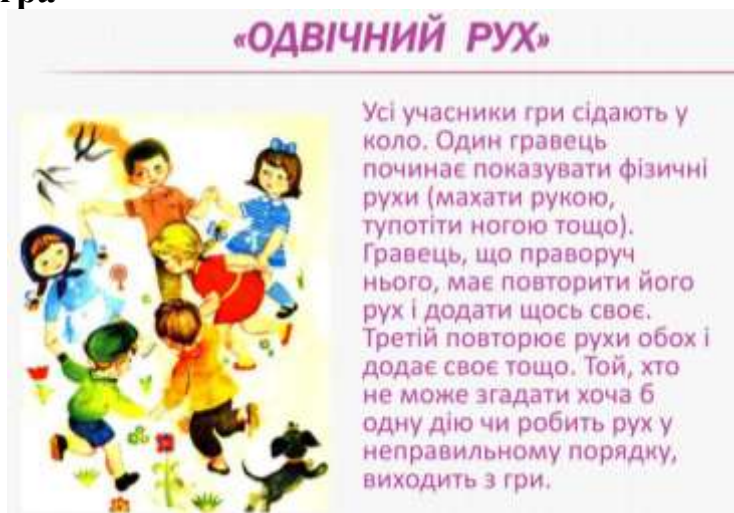 «ОДВІЧНИЙ РУХ»
Усі учасники гри сідають у
коло. Один гравець
починає показувати фізичні
рухи (махати рукою,
тупотіти ногою тощо).
Гравець, що праворуч
нього, має повторити його
рух і додати щось своє.
Третій повторює рухи обох і
додає своє тощо. Той, хто
не може згадати хоча б
одну дію чи робить рух у
неправильному порядку,
виходить з гри.